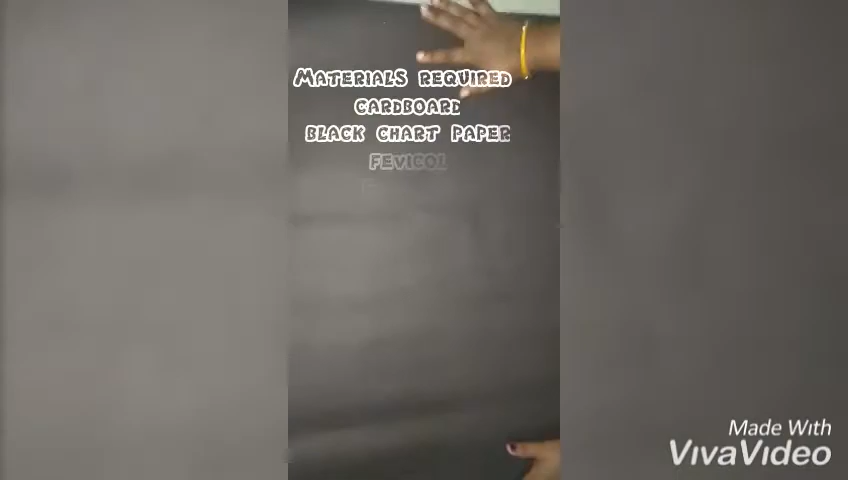 Materials required
cardboard
black chart paper
fevicol
Made With
VivaVideo